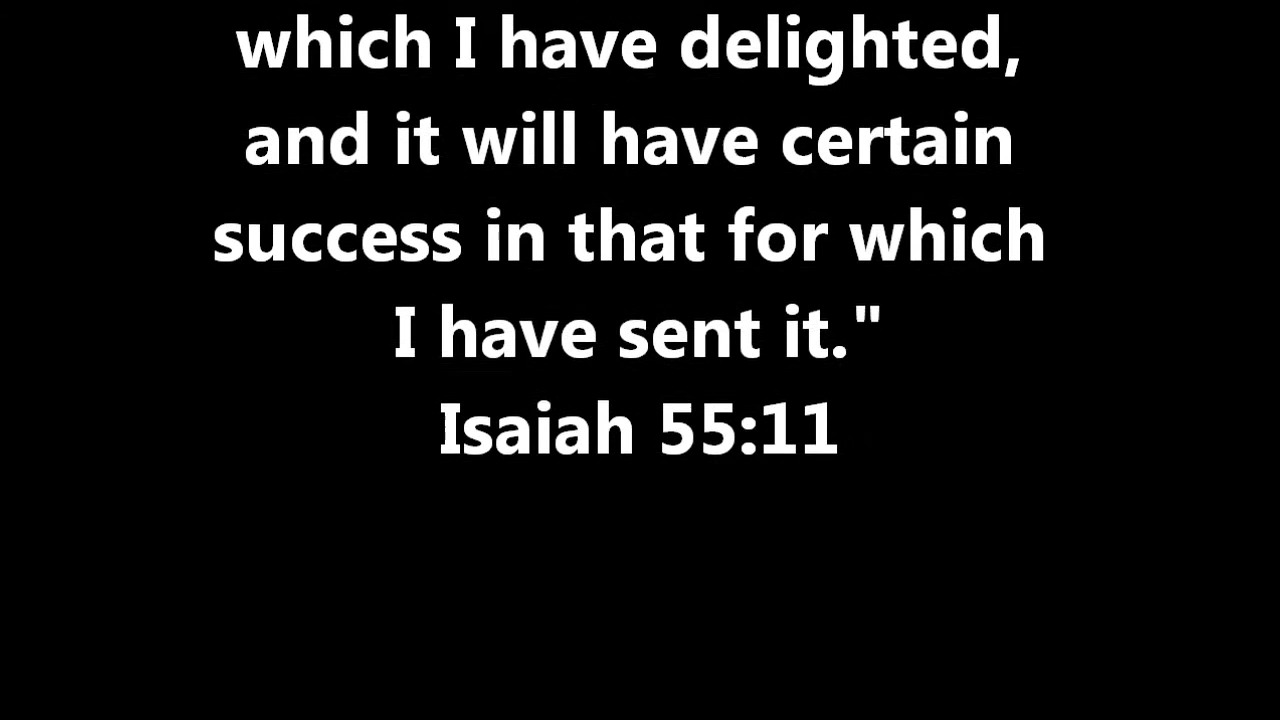 which I have delighted,
and it will have certain
success in that for which
I have sent it."
Isaiah 55:11